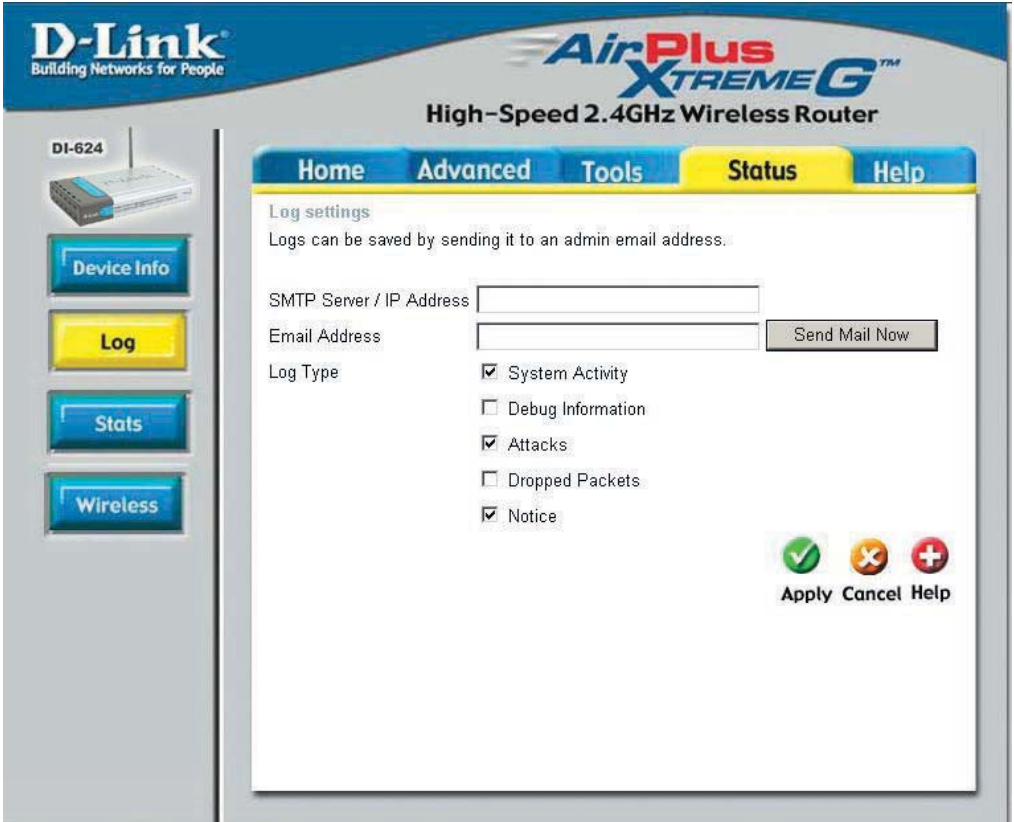 D-Link
Building Networks for People
AirPlus
XTREME G™
High-Speed 2.4GHz Wireless Router
DI-624
D-Link
Home
Advanced
Tools
Status
Help
Device Info
Log
Stats
Wireless
Log settings
Logs can be saved by sending it to an admin email address.
SMTP Server / IP Address
Email Address
Send Mail Now
Log Type
System Activity
Debug Information
Attacks
Dropped Packets
Notice
Apply
Cancel
Help